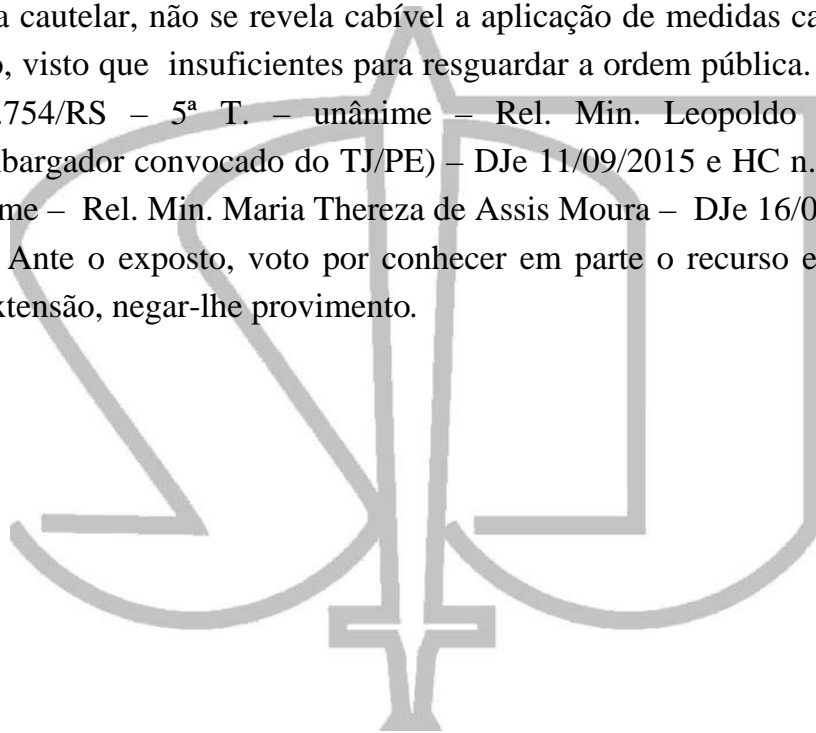 a cautelar, não se revela cabível a aplicação de medidas ca
o, visto que insuficientes para resguardar a ordem pública.
.754/RS – 5ª T. – unânime – Rel. Min. Leopoldo
bargador convocado do TJ/PE) – DJe 11/09/2015 e HC n.
me – Rel. Min. Maria Thereza de Assis Moura – DJe 16/0
Ante o exposto, voto por conhecer em parte o recurso e
xtensão, negar-lhe provimento.